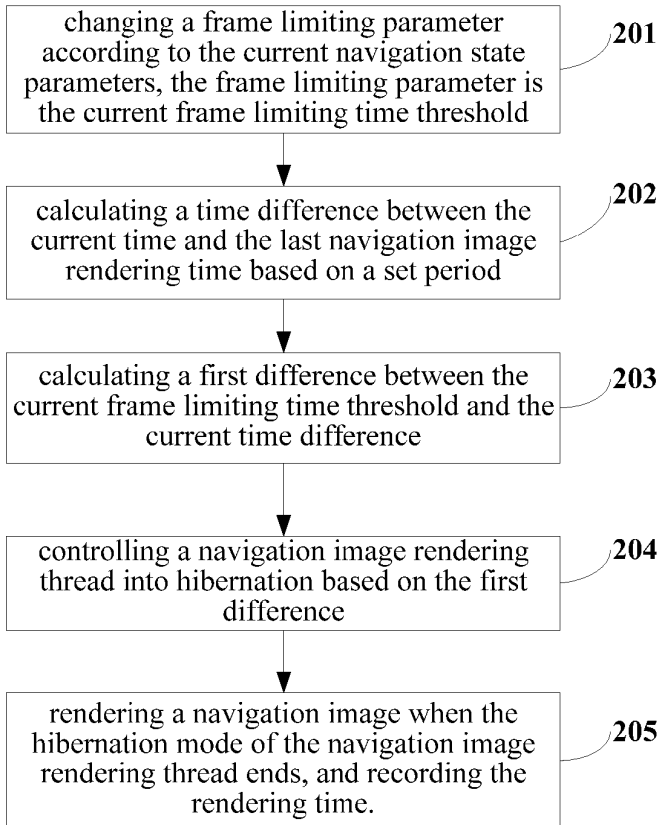 changing a frame limiting parameter
according to the current navigation state
parameters, the frame limiting parameter is
the current frame limiting time threshold
201
calculating a time difference between the
current time and the last navigation image
rendering time based on a set period
202
calculating a first difference between the
current frame limiting time threshold and the
current time difference
203
controlling a navigation image rendering
thread into hibernation based on the first
difference
204
rendering a navigation image when the
hibernation mode of the navigation image
rendering thread ends, and recording the
rendering time.
205